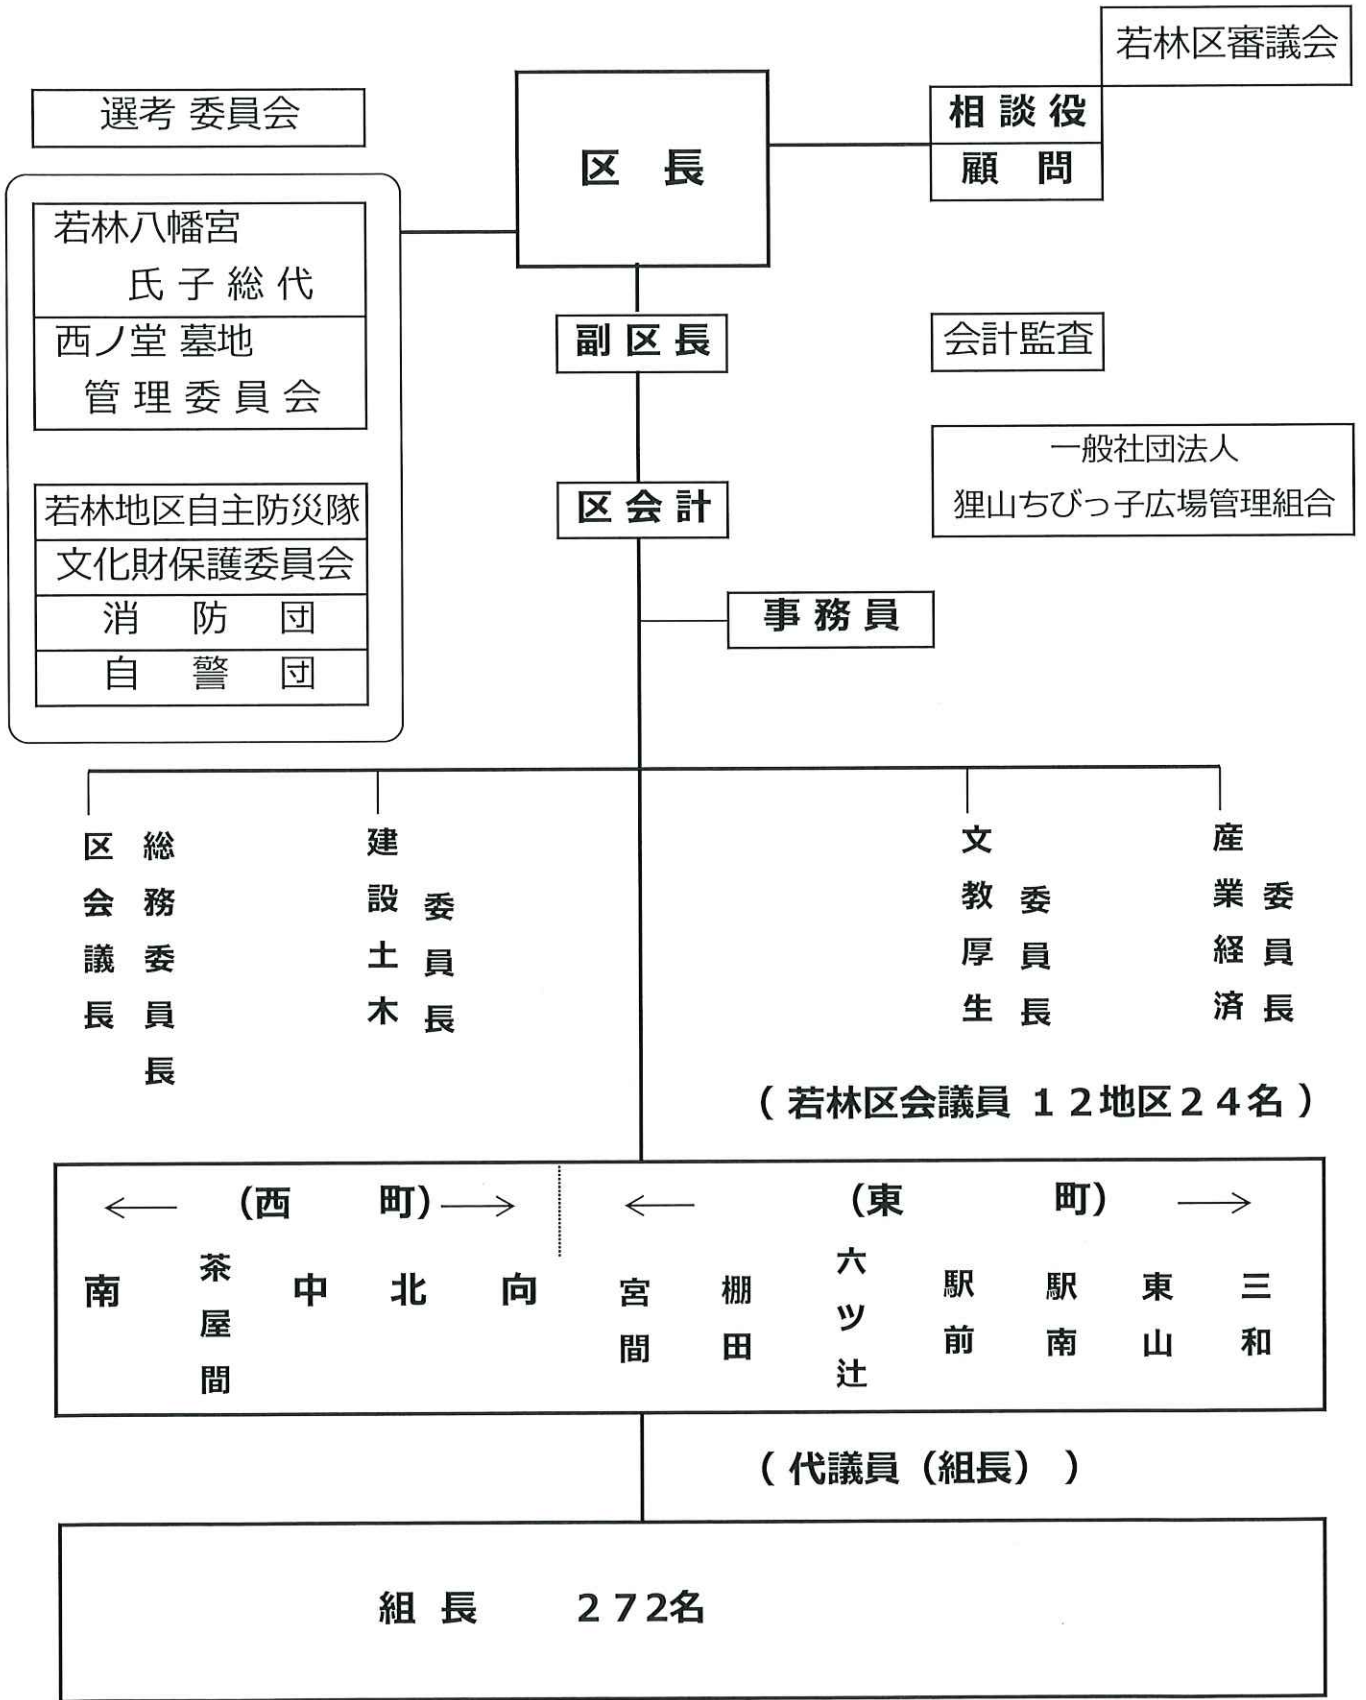 若林区審議会
選考 委員会
相 談 役
区 長
顧 問
若林八幡宮
氏 子 総 代
西ノ堂 墓地
管 理 委 員 会
副 区 長
会計監査
一般社団法人
狸山ちびっ子広場管理組合
区 会 計
若林地区自主防災隊
文化財保護委員会
消 防 団
自 警 団
事 務 員
区会議長
総務委員長
建設土木
委員長
文教厚生
委員長
産業経済
委員長
( 若林区会議員 12地区24名 )
← (西 町) →
← (東 町) →
南
茶屋間
中
北
向
宮間
棚田
六ツ辻
駅前
駅南
東山
三和
( 代議員(組長) )
組 長 272名